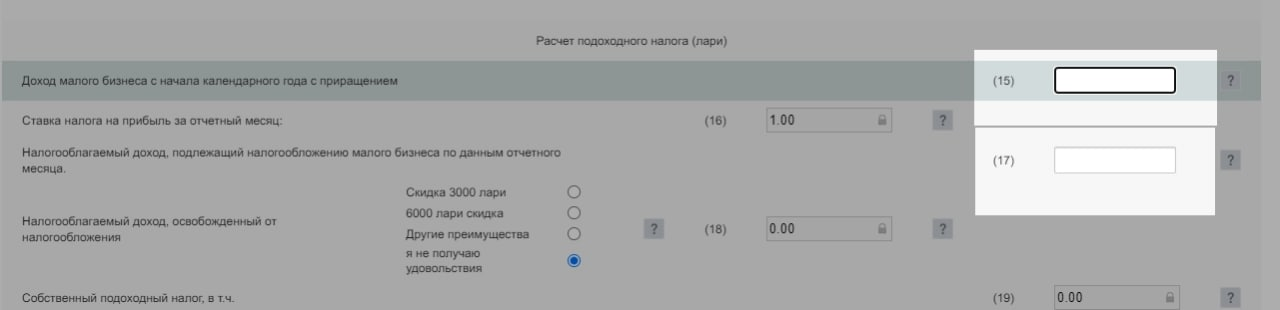 Расчет подоходного налога (лари)
Доход малого бизнеса с начала календарного года с приращением (15) ?
Ставка налога на прибыль за отчетный месяц: (16) 1.00 ?
Налогооблагаемый доход, подлежащий налогообложению малого бизнеса по данным отчетного
месяца. (17) ?
Скидка 3000 лари
6000 лари скидка
Налогооблагаемый доход, освобожденный от
налогообложения
Другие преимущества
я не получаю
удовольствия
? (18) 0.00 ?
Собственный подоходный налог, в т.ч. (19) 0.00 ?